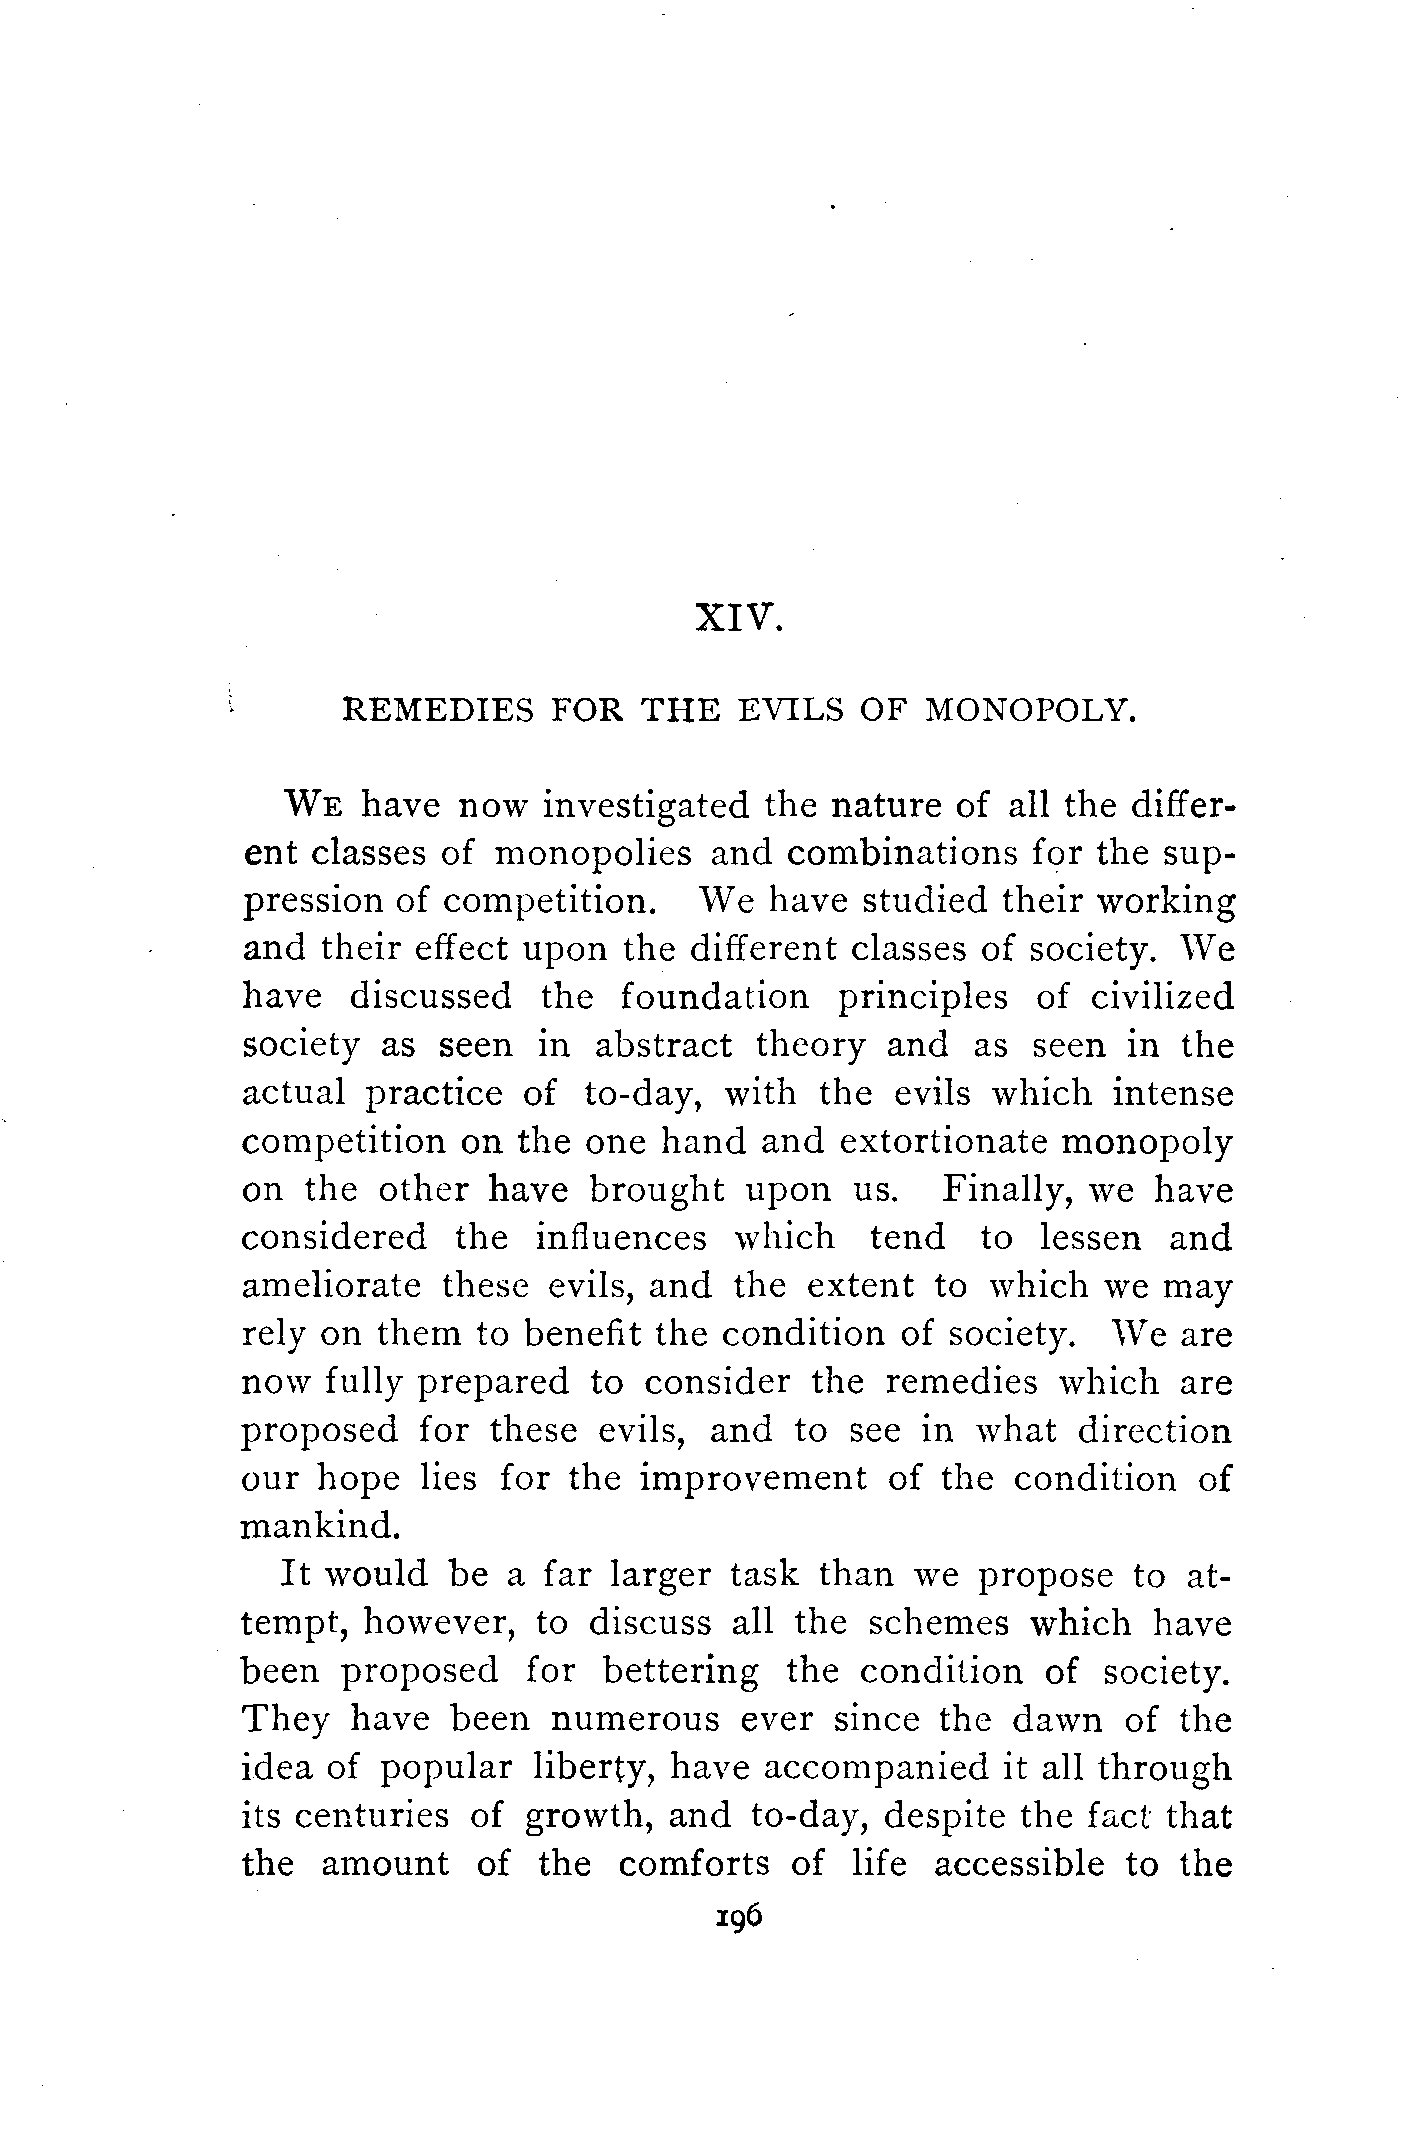 XIV.
REMEDIES FOR THE EVILS OF MONOPOLY.
WE have now investigated the nature of all the differ-
ent classes of monopolies and combinations for the sup-
pression of competition. We have studied their working
and their effect upon the different classes of society. We
have discussed the foundation principles of civilized
society as seen in abstract theory and as seen in the
actual practice of to-day, with the evils which intense
competition on the one hand and extortionate monopoly
on the other have brought upon us. Finally, we have
considered the influences which tend to lessen and
ameliorate these evils, and the extent to which we may
rely on them to benefit the condition of society. We are
now fully prepared to consider the remedies which are
proposed for these evils, and to see in what direction
our hope lies for the improvement of the condition of
mankind.
It would be a far larger task than we propose to at-
tempt, however, to discuss all the schemes which have
been proposed for bettering the condition of society.
They have been numerous ever since the dawn of the
idea of popular liberty, have accompanied it all through
its centuries of growth, and to-day, despite the fact that
the amount of the comforts of life accessible to the
196